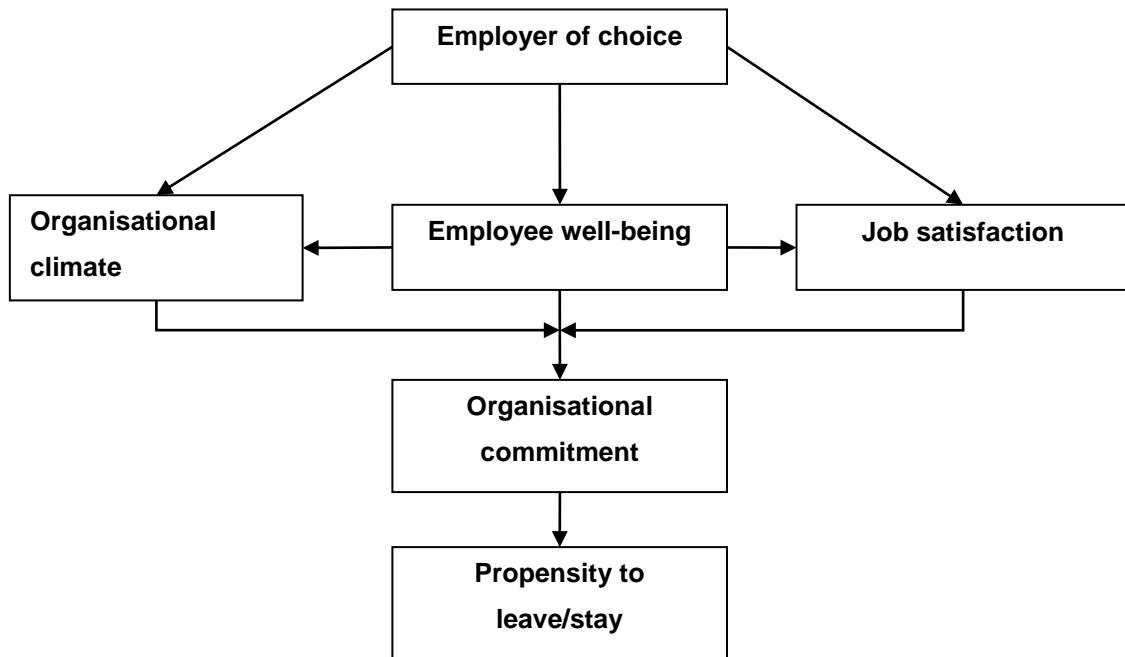 Employer of choice
Organisational
climate
Employee well-being
Job satisfaction
Organisational
commitment
Propensity to
leave/stay